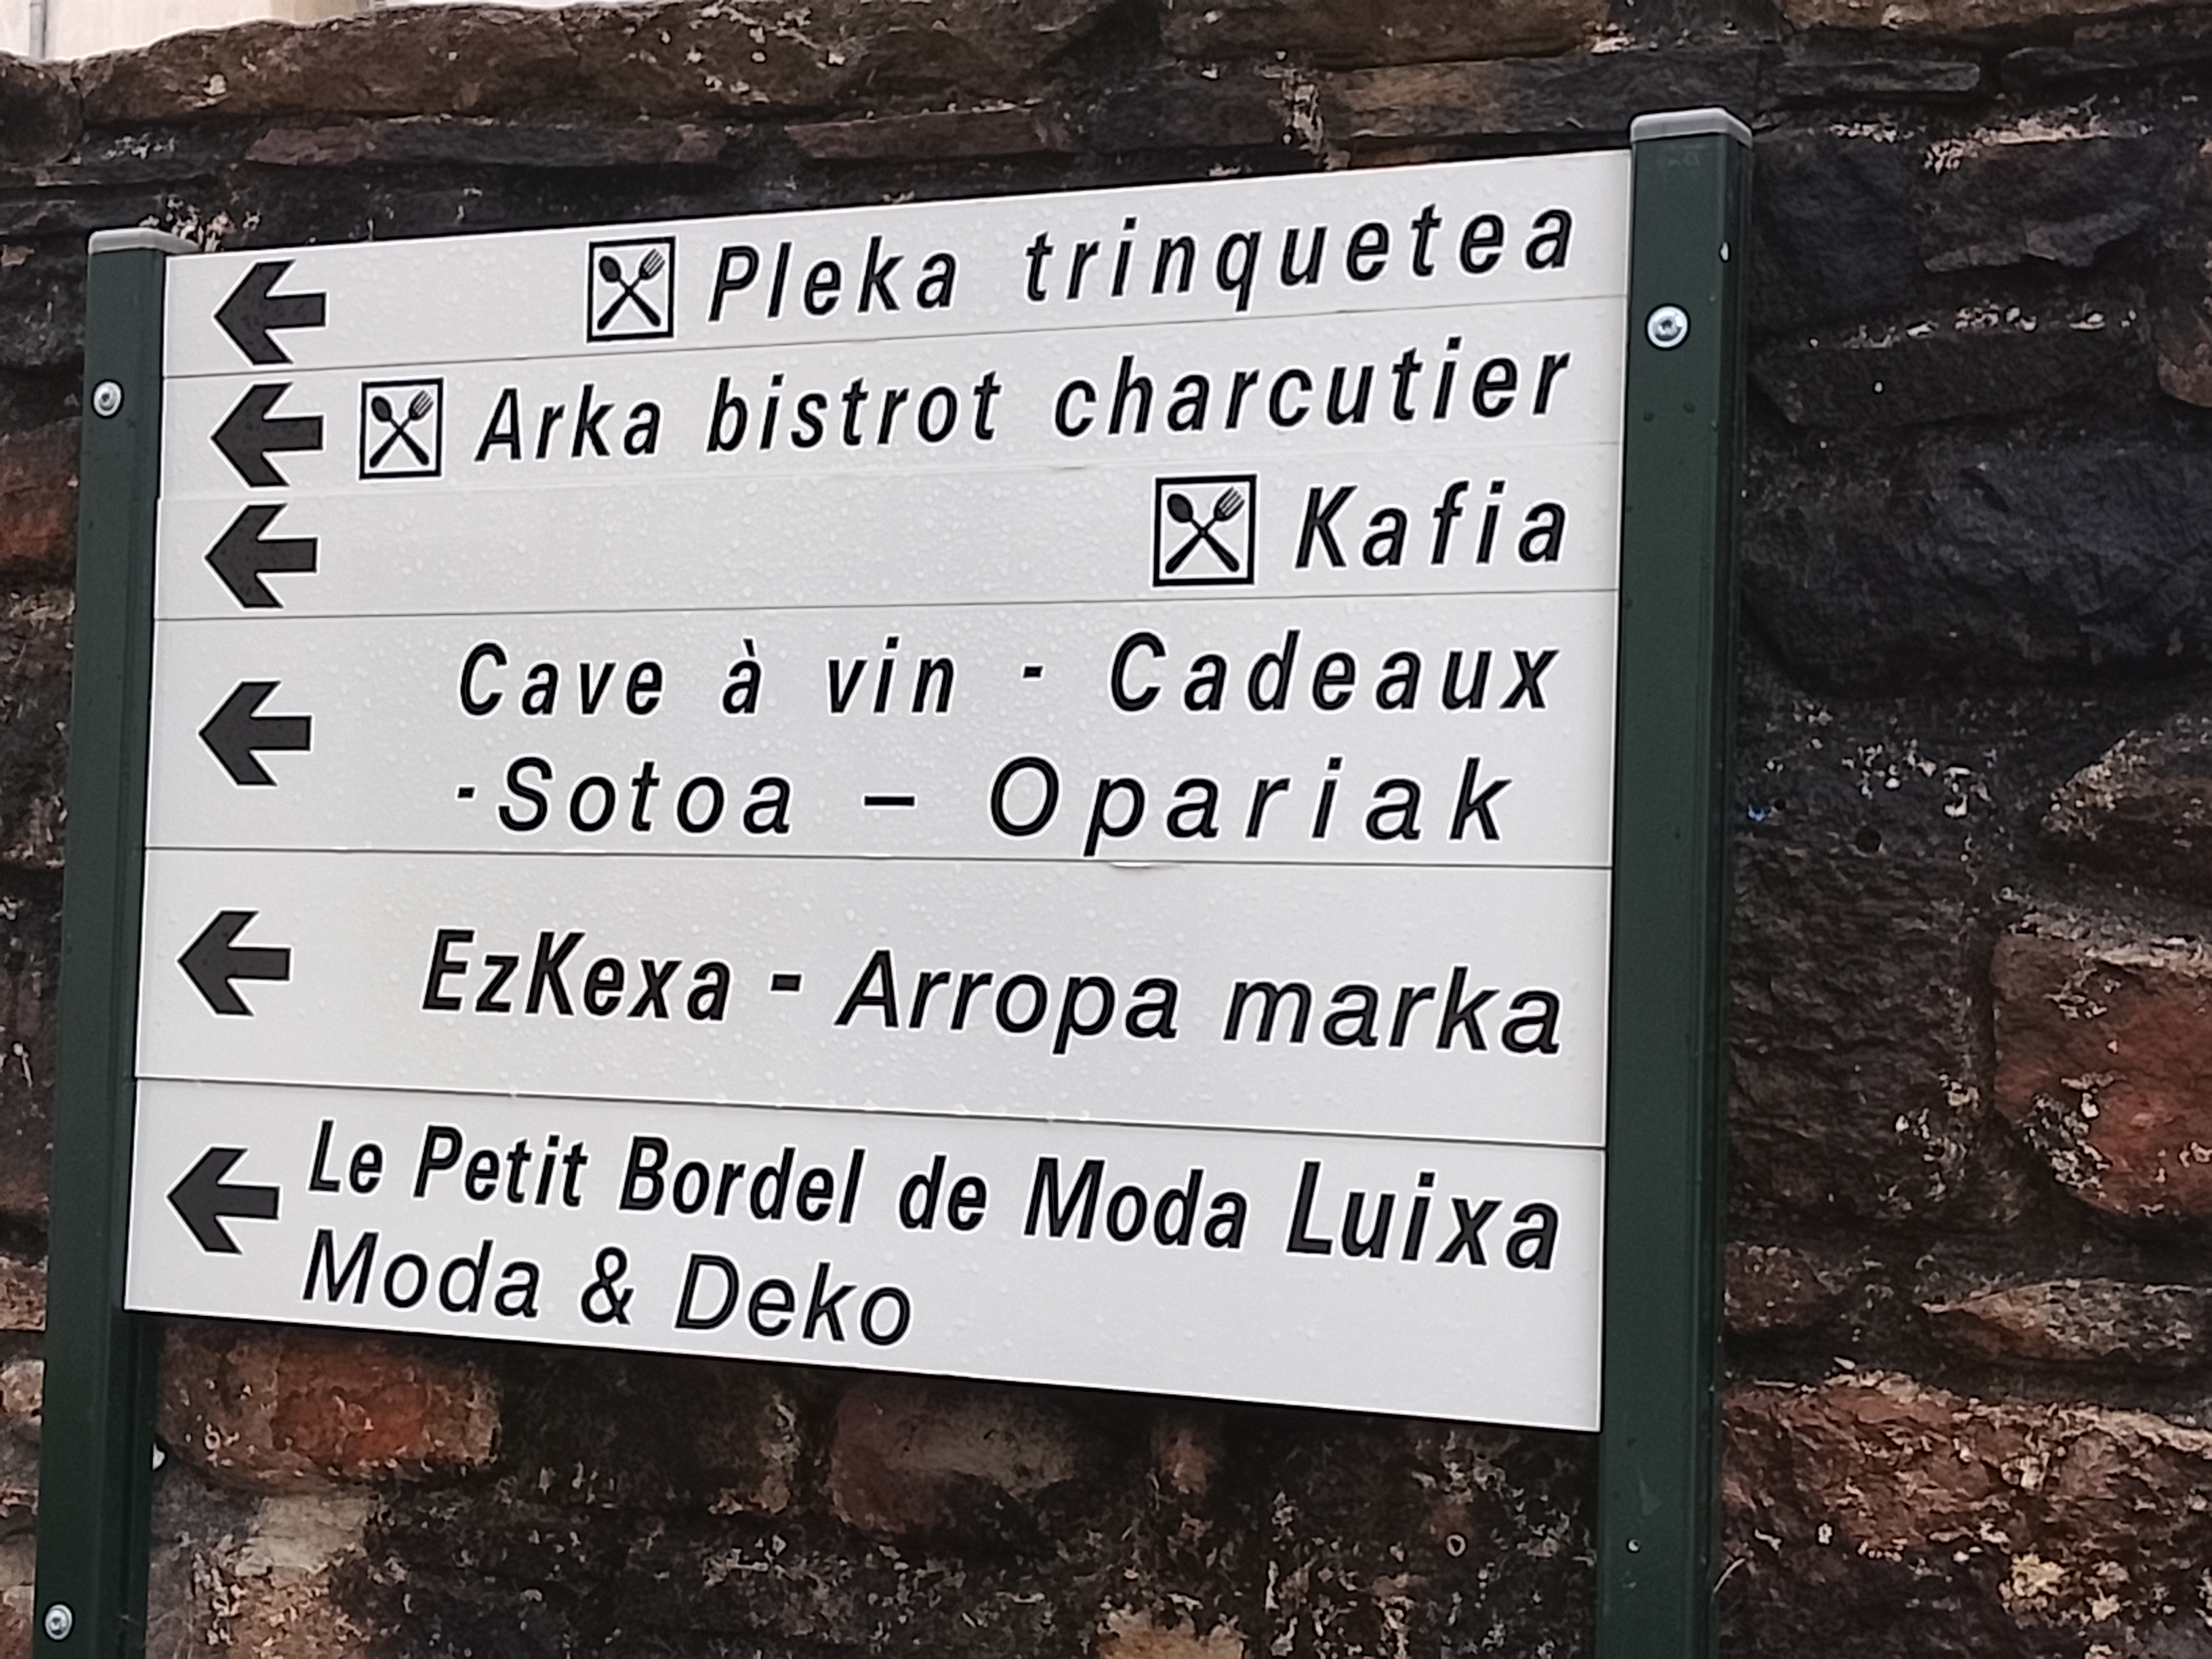 Pleka trinquetea
Arka bistrot charcutier
Kafia
Cave à vin - Cadeaux
-Sotoa – Opariak
EzKexa - Arropa marka
Le Petit Bordel de Moda Luixa
Moda & Deko